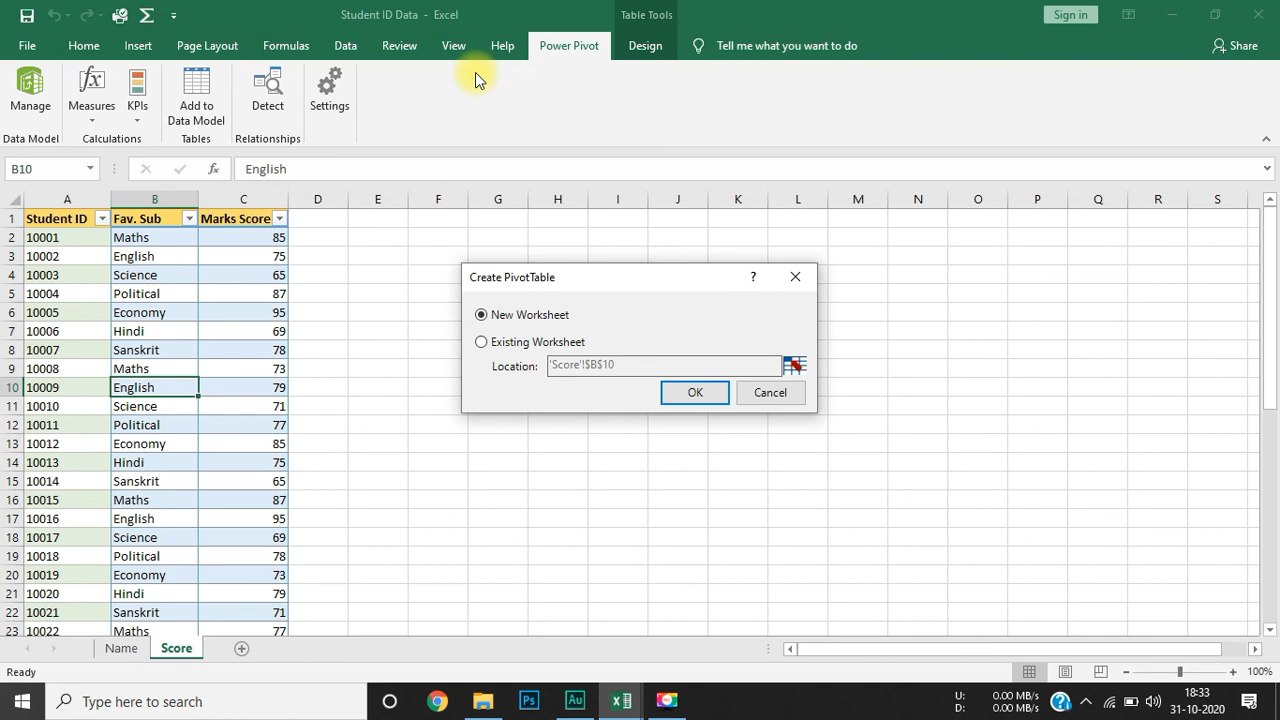 Student ID Data - Excel
Table Tools
Sign in
File Home Insert Page Layout Formulas Data Review View Help Power Pivot Design Tell me what you want to do Share
Manage Measures KPIs Add to Data Model Detect Settings
Data Model Calculations Tables Relationships
B10 fx English
A B C D E F G H I J K L M N O P Q R S
1 Student ID Fav. Sub Marks Score
2 10001 Maths 85
3 10002 English 75
4 10003 Science 65
5 10004 Political 87
6 10005 Economy 95
7 10006 Hindi 69
8 10007 Sanskrit 78
9 10008 Maths 73
10 10009 English 79
11 10010 Science 71
12 10011 Political 77
13 10012 Economy 85
14 10013 Hindi 75
15 10014 Sanskrit 65
16 10015 Maths 87
17 10016 English 95
18 10017 Science 69
19 10018 Political 78
20 10019 Economy 73
21 10020 Hindi 79
22 10021 Sanskrit 71
23 10022 Maths 77
Create PivotTable ?
New Worksheet
Existing Worksheet
Location: 'Score'!$B$10
OK Cancel
Name Score
Ready 100%
Type here to search Ps Au U: 0.00 MB/s 18:33
D: 0.00 MB/s 31-10-2020